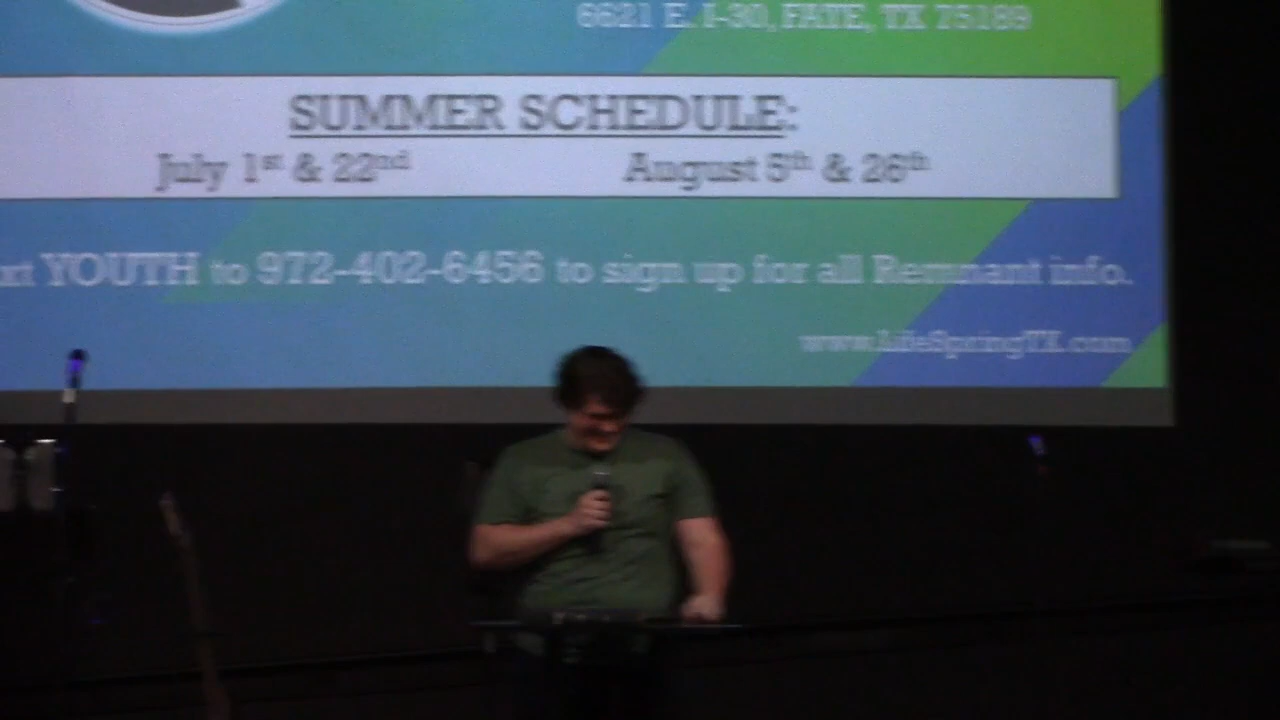 6621 E. I-30, FATE, TX 75189
SUMMER SCHEDULE:
July 1st & 22nd August 5th & 26th
YOUTH to 972-402-6456 to sign up for all Remnant info.
www.LifeSpringTX.com